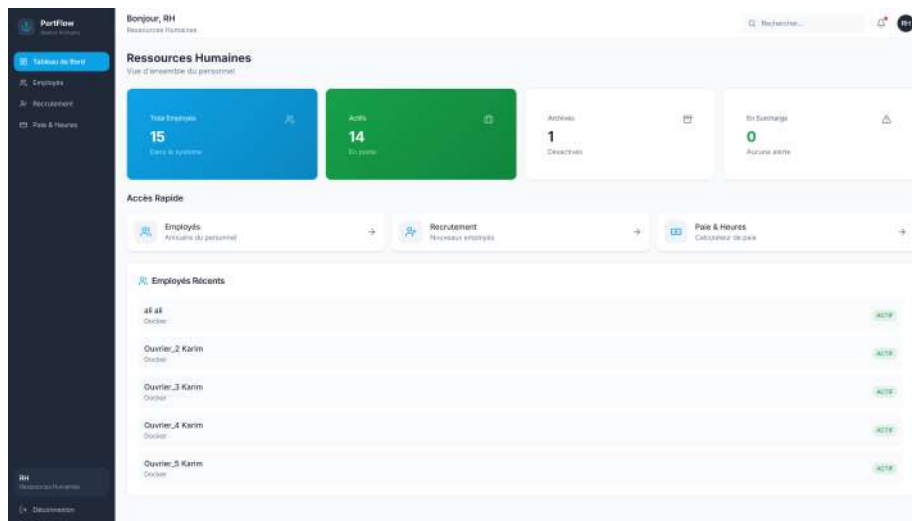 PortFlow
Bonjour, RH
Ressources Humaines
Rechercher...
RH
Tableau de Bord
Employés
Recrutement
Paie & Heures
Ressources Humaines
Vue d'ensemble du personnel
Total Employés
15
Dans le système
Actifs
14
En poste
Archivés
1
Désactivés
En Surcharge
0
Aucune alerte
Accès Rapide
Employés
Annuaire du personnel
Recrutement
Nouveaux employés
Paie & Heures
Calculateur de paie
Employés Récents
ali ali
Docker
ACTIF
Ouvrier_2 Karim
Docker
ACTIF
Ouvrier_3 Karim
Docker
ACTIF
Ouvrier_4 Karim
Docker
ACTIF
Ouvrier_5 Karim
Docker
ACTIF
RH
Ressources Humaines
Déconnexion